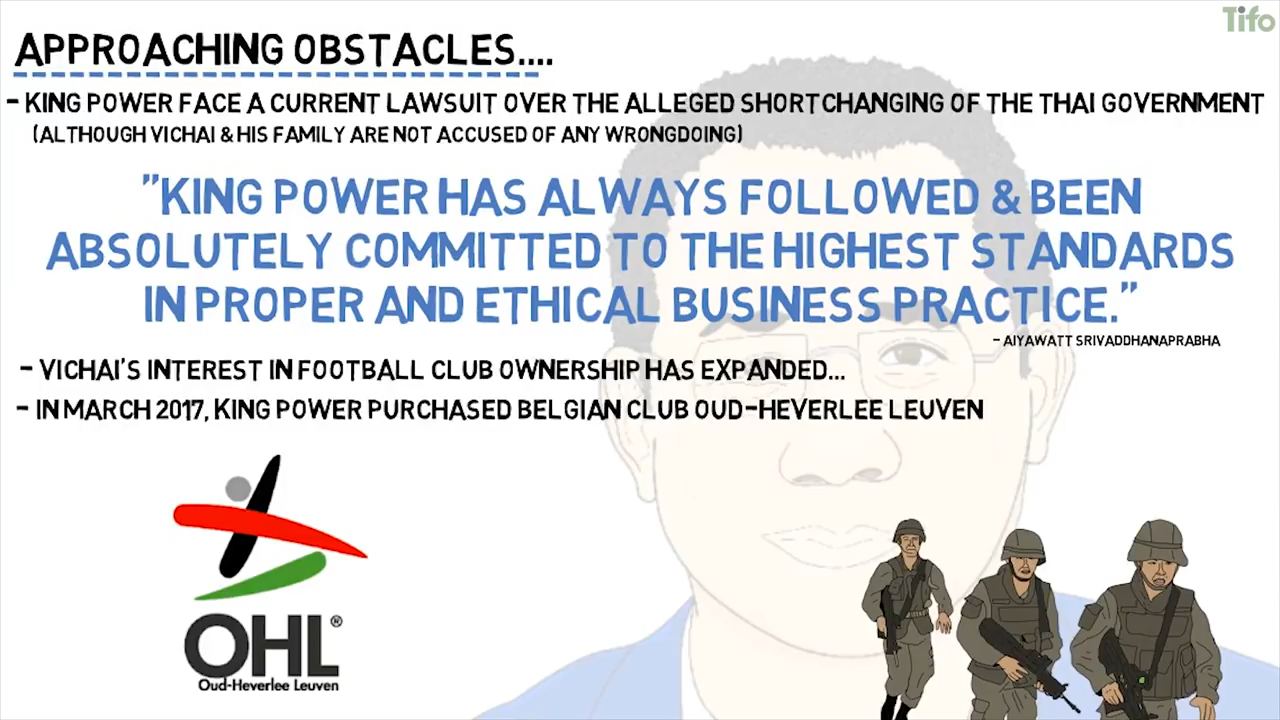 Tifo
APPROACHING OBSTACLES....
- KING POWER FACE A CURRENT LAWSUIT OVER THE ALLEGED SHORTCHANGING OF THE THAI GOVERNMENT
(ALTHOUGH VICHAI & HIS FAMILY ARE NOT ACCUSED OF ANY WRONGDOING)
"KING POWER HAS ALWAYS FOLLOWED & BEEN
ABSOLUTELY COMMITTED TO THE HIGHEST STANDARDS
IN PROPER AND ETHICAL BUSINESS PRACTICE."
- AIYAWATT SRIVADDHANAPRABHA
- VICHAI'S INTEREST IN FOOTBALL CLUB OWNERSHIP HAS EXPANDED...
- IN MARCH 2017, KING POWER PURCHASED BELGIAN CLUB OUD-HEVERLEE LEUVEN
OHL®
Oud-Heverlee Leuven